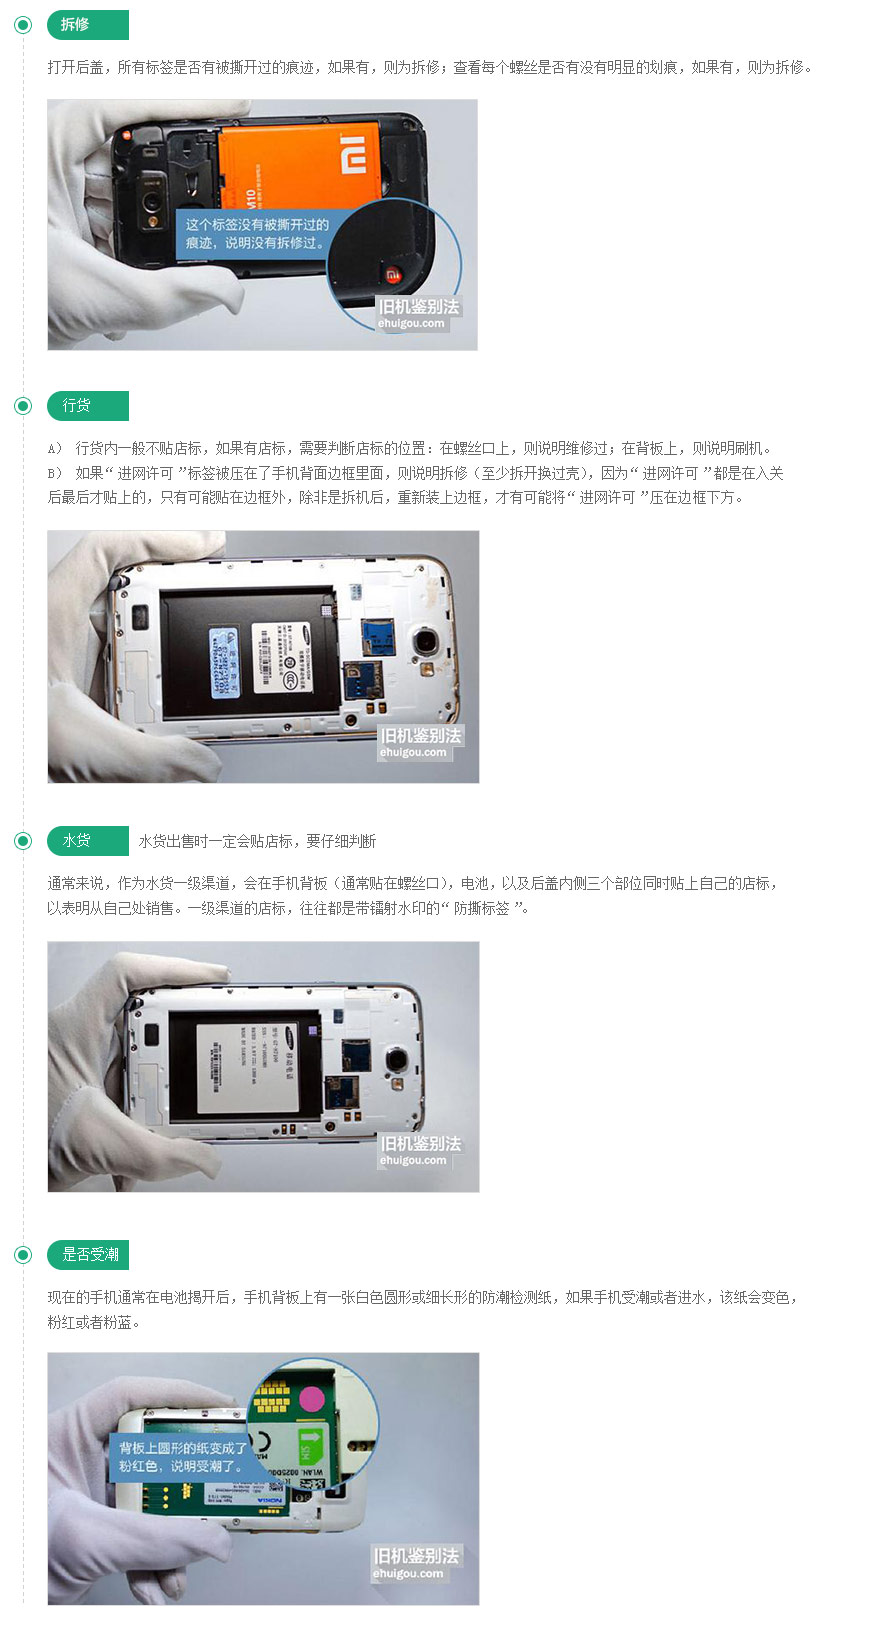 拆修
打开后盖，所有标签是否有被撕开过的痕迹，如果有，则为拆修；查看每个螺丝是否有没有明显的划痕，如果有，则为拆修。
M10
这个标签没有被撕开过的
痕迹，说明没有拆修过。
旧机鉴别法
ehuigou.com
行货
A） 行货内一般不贴店标，如果有店标，需要判断店标的位置：在螺丝口上，则说明维修过；在背板上，则说明刷机。
B） 如果“ 进网许可 ”标签被压在了手机背面边框里面，则说明拆修（至少拆开换过壳），因为“ 进网许可 ”都是在入关
后最后才贴上的，只有可能贴在边框外，除非是拆机后，重新装上边框，才有可能将“ 进网许可 ”压在边框下方。
旧机鉴别法
ehuigou.com
水货
水货出售时一定会贴店标，要仔细判断
通常来说，作为水货一级渠道，会在手机背板（通常贴在螺丝口），电池，以及后盖内侧三个部位同时贴上自己的店标，
以表明从自己处销售。一级渠道的店标，往往都是带镭射水印的“ 防撕标签 ”。
移动电话
旧机鉴别法
ehuigou.com
是否受潮
现在的手机通常在电池揭开后，手机背板上有一张白色圆形或细长形的防潮检测纸，如果手机受潮或者进水，该纸会变色，
粉红或者粉蓝。
背板上圆形的纸变成了
粉红色，说明受潮了。
SIM
NOKIA
旧机鉴别法
ehuigou.com